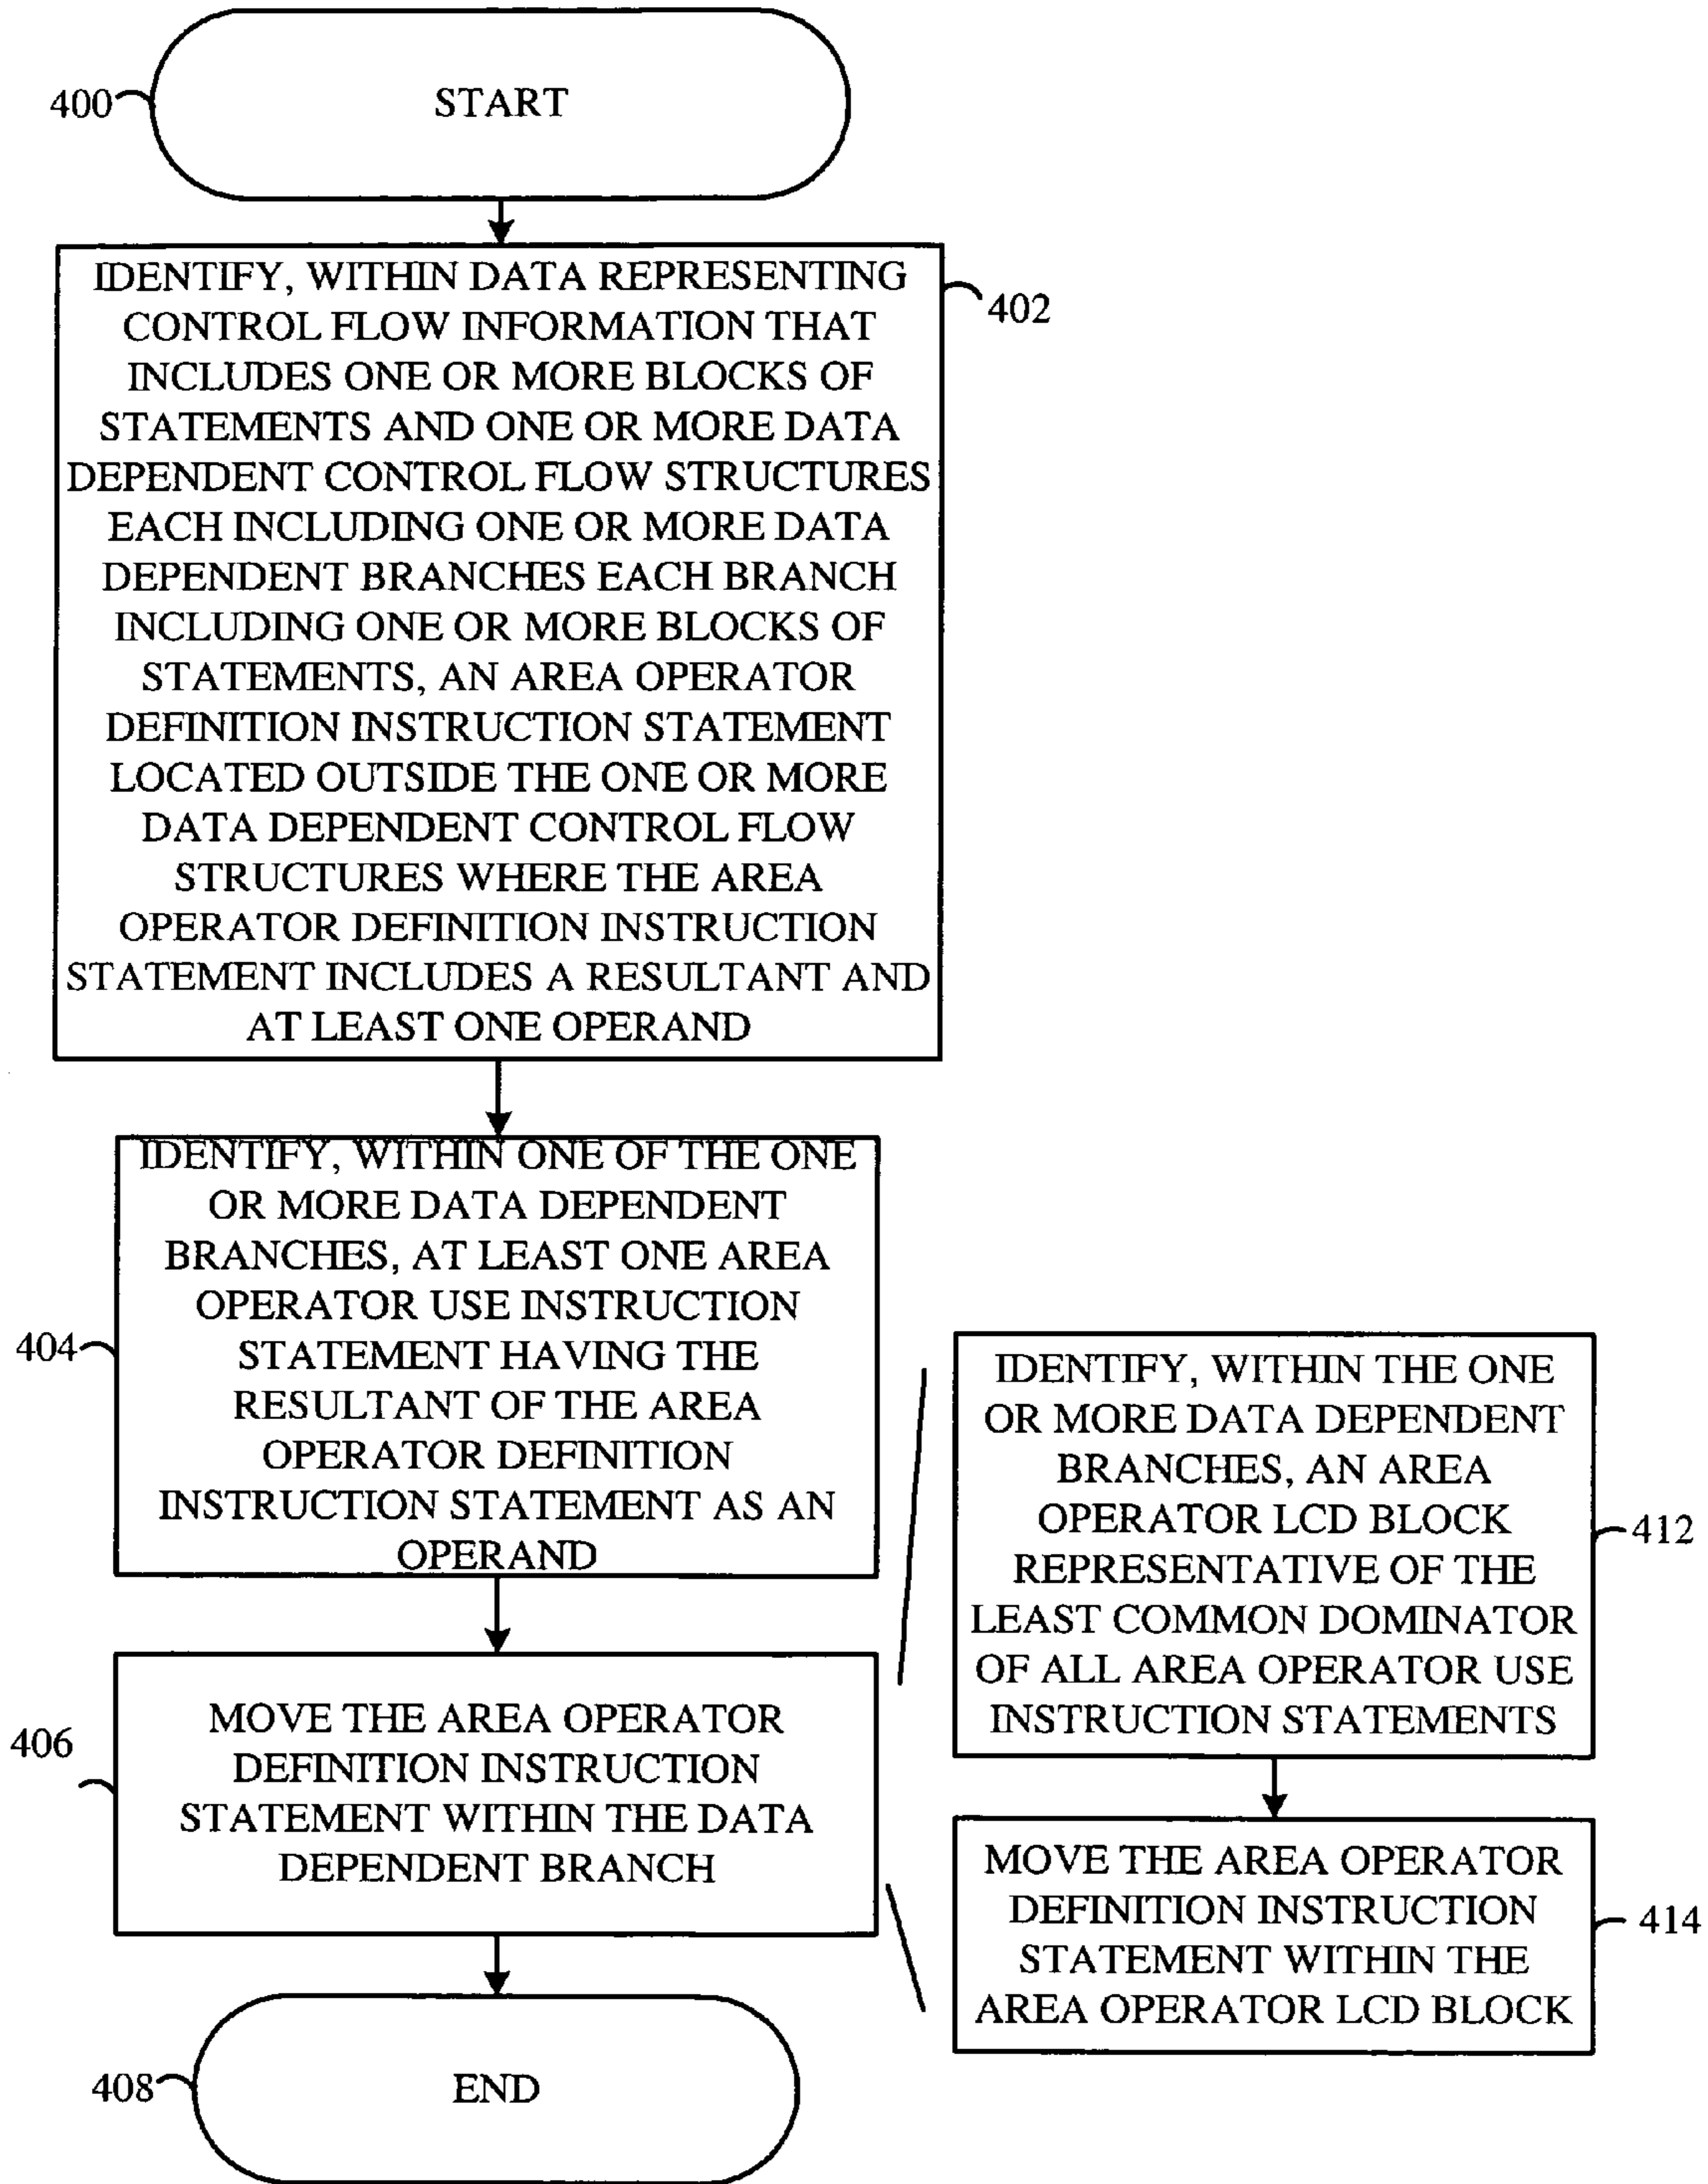 START
400
IDENTIFY, WITHIN DATA REPRESENTING
CONTROL FLOW INFORMATION THAT
INCLUDES ONE OR MORE BLOCKS OF
STATEMENTS AND ONE OR MORE DATA
DEPENDENT CONTROL FLOW STRUCTURES
EACH INCLUDING ONE OR MORE DATA
DEPENDENT BRANCHES EACH BRANCH
INCLUDING ONE OR MORE BLOCKS OF
STATEMENTS, AN AREA OPERATOR
DEFINITION INSTRUCTION STATEMENT
LOCATED OUTSIDE THE ONE OR MORE
DATA DEPENDENT CONTROL FLOW
STRUCTURES WHERE THE AREA
OPERATOR DEFINITION INSTRUCTION
STATEMENT INCLUDES A RESULTANT AND
AT LEAST ONE OPERAND
402
IDENTIFY, WITHIN ONE OF THE ONE
OR MORE DATA DEPENDENT
BRANCHES, AT LEAST ONE AREA
OPERATOR USE INSTRUCTION
STATEMENT HAVING THE
RESULTANT OF THE AREA
OPERATOR DEFINITION
INSTRUCTION STATEMENT AS AN
OPERAND
404
MOVE THE AREA OPERATOR
DEFINITION INSTRUCTION
STATEMENT WITHIN THE DATA
DEPENDENT BRANCH
406
IDENTIFY, WITHIN THE ONE
OR MORE DATA DEPENDENT
BRANCHES, AN AREA
OPERATOR LCD BLOCK
REPRESENTATIVE OF THE
LEAST COMMON DOMINATOR
OF ALL AREA OPERATOR USE
INSTRUCTION STATEMENTS
412
MOVE THE AREA OPERATOR
DEFINITION INSTRUCTION
STATEMENT WITHIN THE
AREA OPERATOR LCD BLOCK
414
END
408